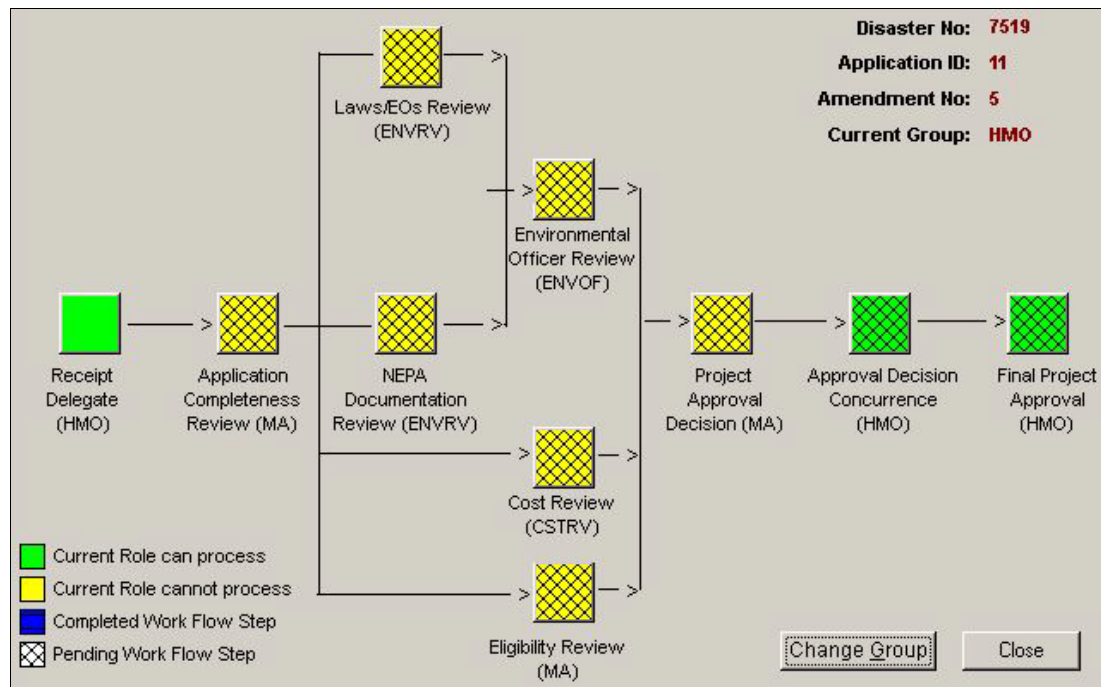 Disaster No: 7519
Application ID: 11
Amendment No: 5
Current Group: HMO
Laws/EOs Review
(ENVRV)
Environmental
Officer Review
(ENVOF)
Receipt
Delegate
(HMO)
Application
Completeness
Review (MA)
NEPA
Documentation
Review (ENVRV)
Project
Approval
Decision (MA)
Approval Decision
Concurrence
(HMO)
Final Project
Approval
(HMO)
Cost Review
(CSTRV)
Eligibility Review
(MA)
Current Role can process
Current Role cannot process
Completed Work Flow Step
Pending Work Flow Step
Change Group
Close